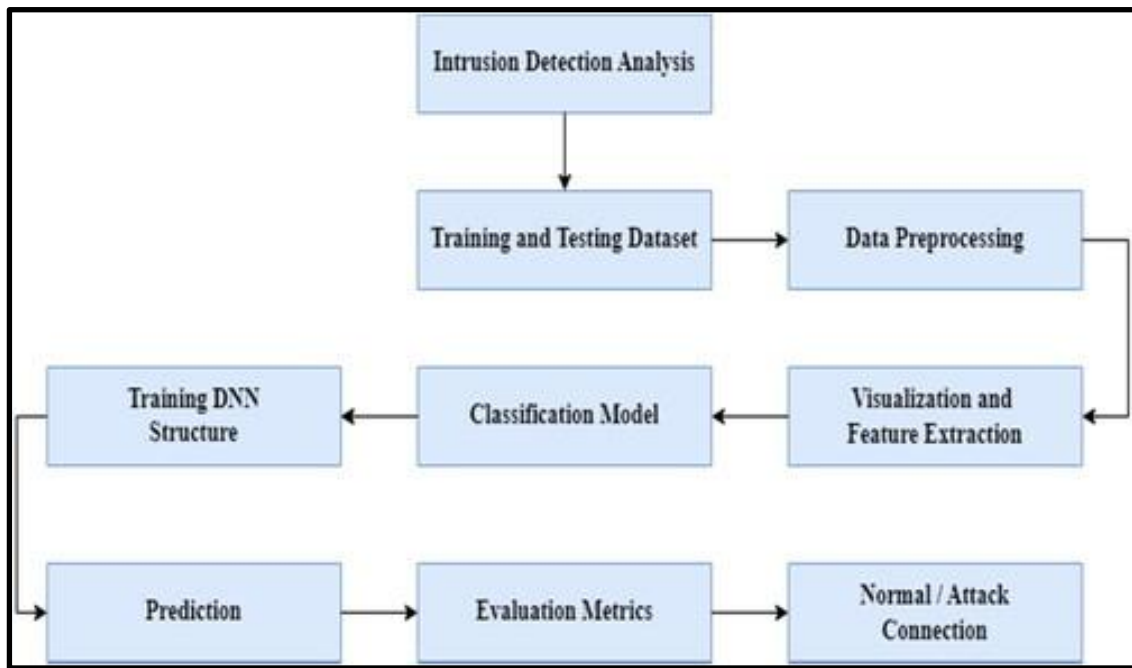 Intrusion Detection Analysis
Training and Testing Dataset
Data Preprocessing
Training DNN
Structure
Classification Model
Visualization and
Feature Extraction
Prediction
Evaluation Metrics
Normal / Attack
Connection